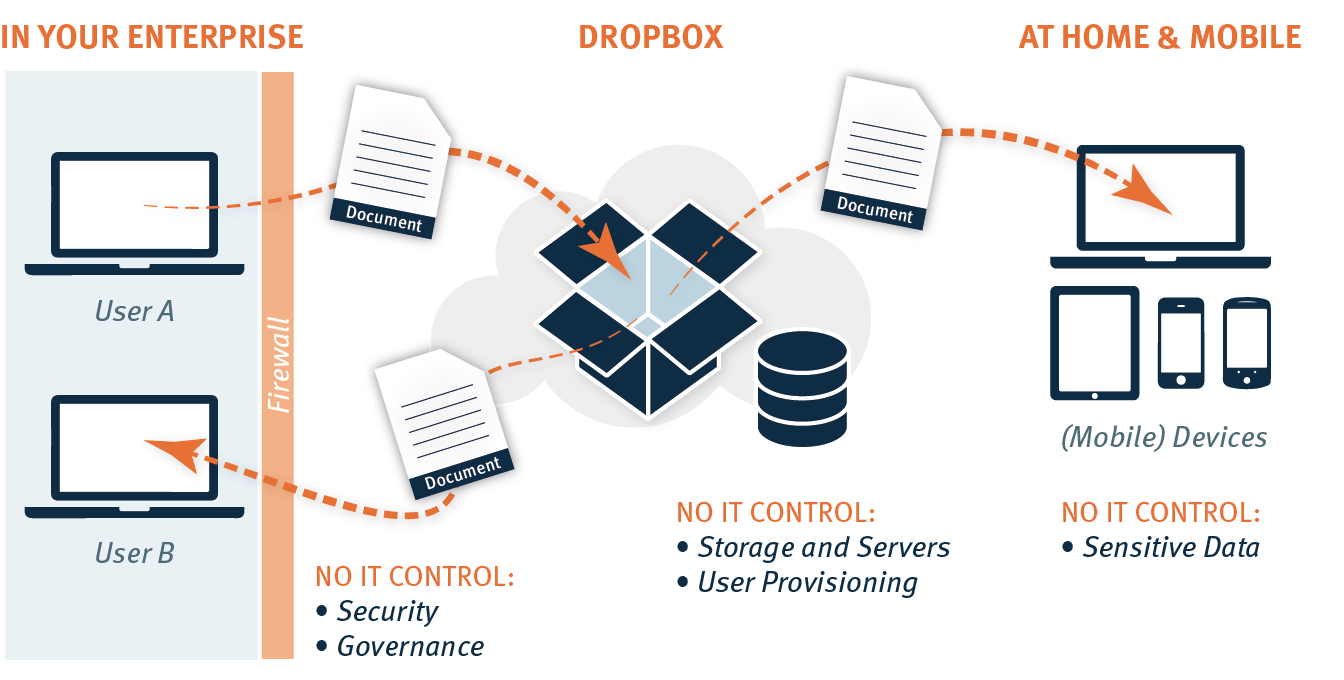 IN YOUR ENTERPRISE
DROPBOX
AT HOME & MOBILE
Document
Document
User A
Firewall
Document
(Mobile) Devices
User B
NO IT CONTROL:
• Security
• Governance
NO IT CONTROL:
• Storage and Servers
• User Provisioning
NO IT CONTROL:
• Sensitive Data